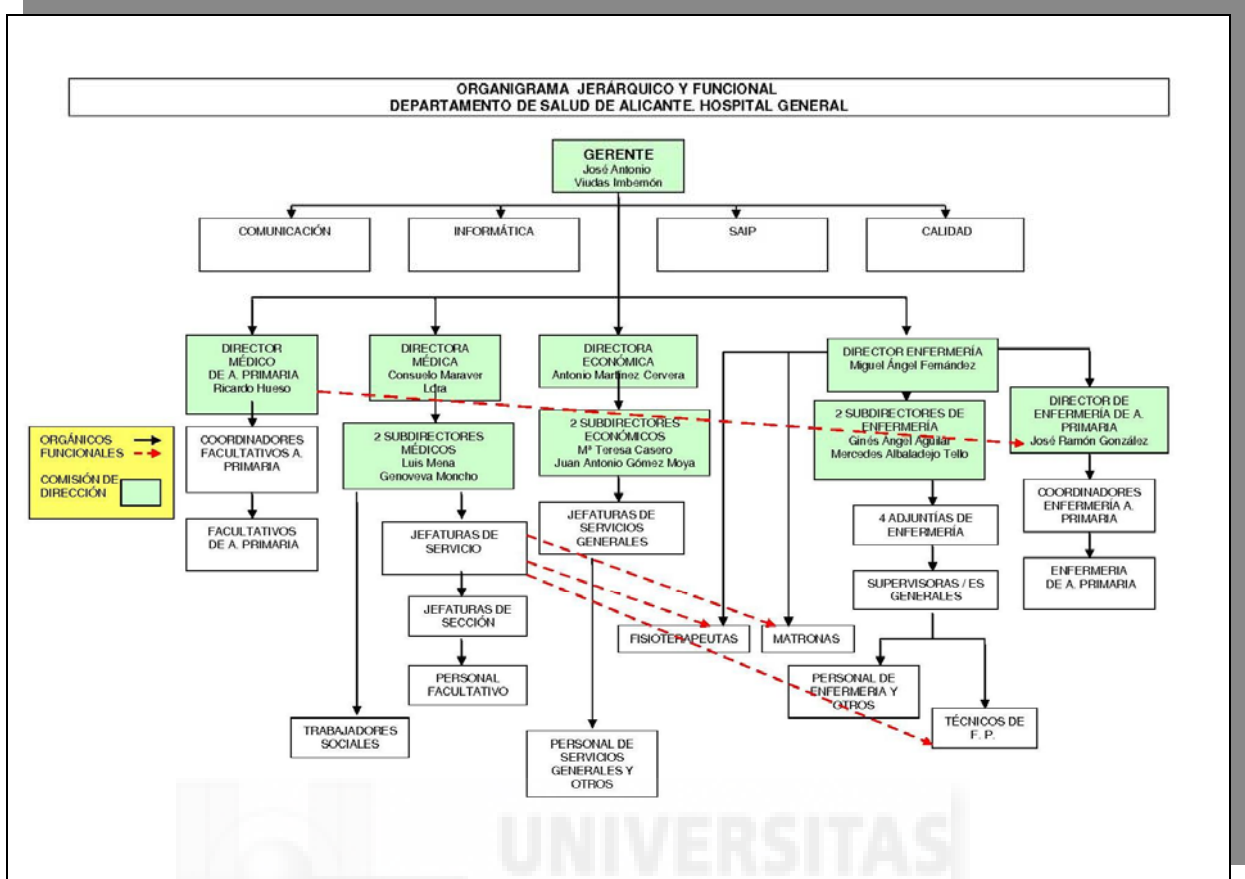 ORGANIGRAMA JERÁRQUICO Y FUNCIONAL
DEPARTAMENTO DE SALUD DE ALICANTE. HOSPITAL GENERAL
GERENTE
José Antonio
Viudas Imbernón
COMUNICACIÓN
INFORMÁTICA
SAIP
CALIDAD
DIRECTOR
MÉDICO
DE A. PRIMARIA
Ricardo Hueso
DIRECTORA
MÉDICA
Consuelo Maraver
Lora
DIRECTORA
ECONÓMICA
Antonio Martínez Cervera
DIRECTOR ENFERMERÍA
Miguel Ángel Fernández
DIRECTOR DE
ENFERMERÍA DE A.
PRIMARIA
José Ramón González
ORGÁNICOS
FUNCIONALES
COMISIÓN DE
DIRECCIÓN
COORDINADORES
FACULTATIVOS A.
PRIMARIA
2 SUBDIRECTORES
MÉDICOS
Luis Mena
Genoveva Moncho
2 SUBDIRECTORES
ECONÓMICOS
Mª Teresa Casero
Juan Antonio Gómez Moya
2 SUBDIRECTORES DE
ENFERMERÍA
Ginés Ángel Aguilar
Mercedes Albaladejo Tello
COORDINADORES
ENFERMERÍA A.
PRIMARIA
FACULTATIVOS
DE A. PRIMARIA
JEFATURAS DE
SERVICIO
JEFATURAS DE
SERVICIOS
GENERALES
4 ADJUNTÍAS DE
ENFERMERÍA
ENFERMERIA
DE A. PRIMARIA
SUPERVISORAS / ES
GENERALES
JEFATURAS DE
SECCIÓN
FISIOTERAPEUTAS
MATRONAS
PERSONAL
FACULTATIVO
PERSONAL DE
ENFERMERIA Y
OTROS
TRABAJADORES
SOCIALES
PERSONAL DE
SERVICIOS
GENERALES Y
OTROS
TÉCNICOS DE
F. P.
UNIVERSITAS